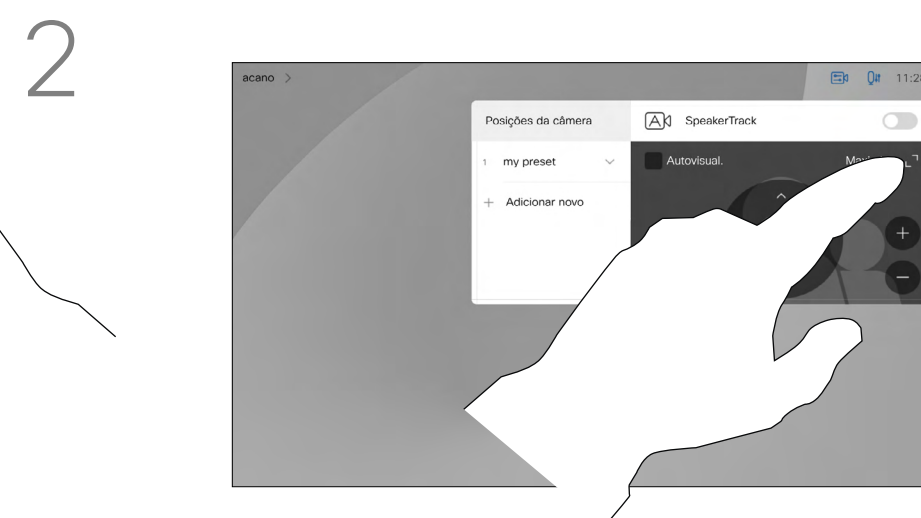 2
acano >
Posições da câmera
SpeakerTrack
1 my preset
Autovisual.
+ Adicionar novo